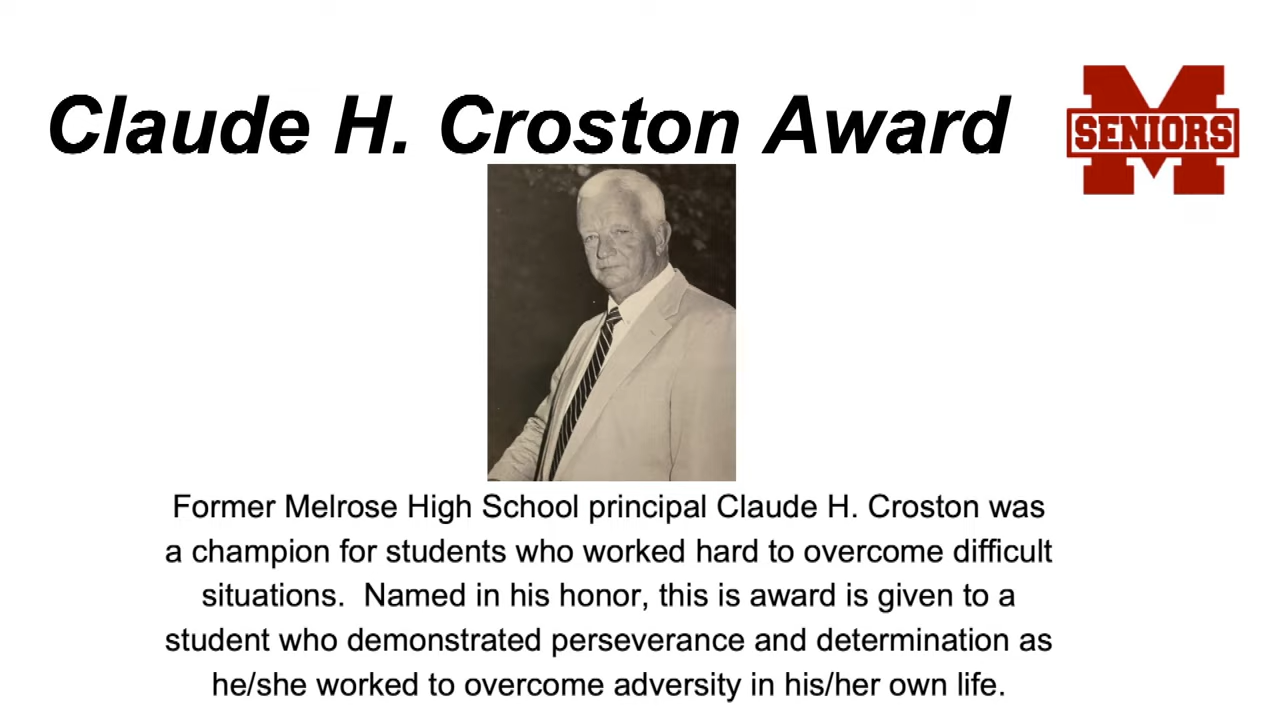 Claude H. Croston Award
SENIORS
Former Melrose High School principal Claude H. Croston was
a champion for students who worked hard to overcome difficult
situations.  Named in his honor, this is award is given to a
student who demonstrated perseverance and determination as
he/she worked to overcome adversity in his/her own life.